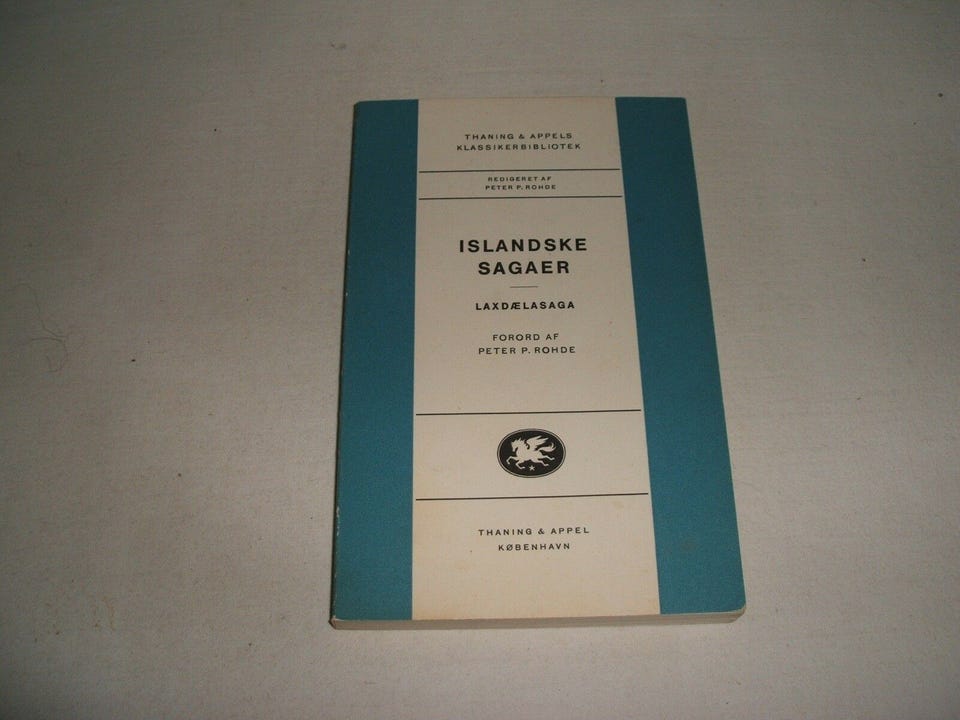 THANING & APPELS
KLASSIKERBIBLIOTEK
REDIGERET AF
PETER P. ROHDE
ISLANDSKE
SAGAER
LAXDÆLASAGA
FORORD AF
PETER P. ROHDE
THANING & APPEL
KØBENHAVN